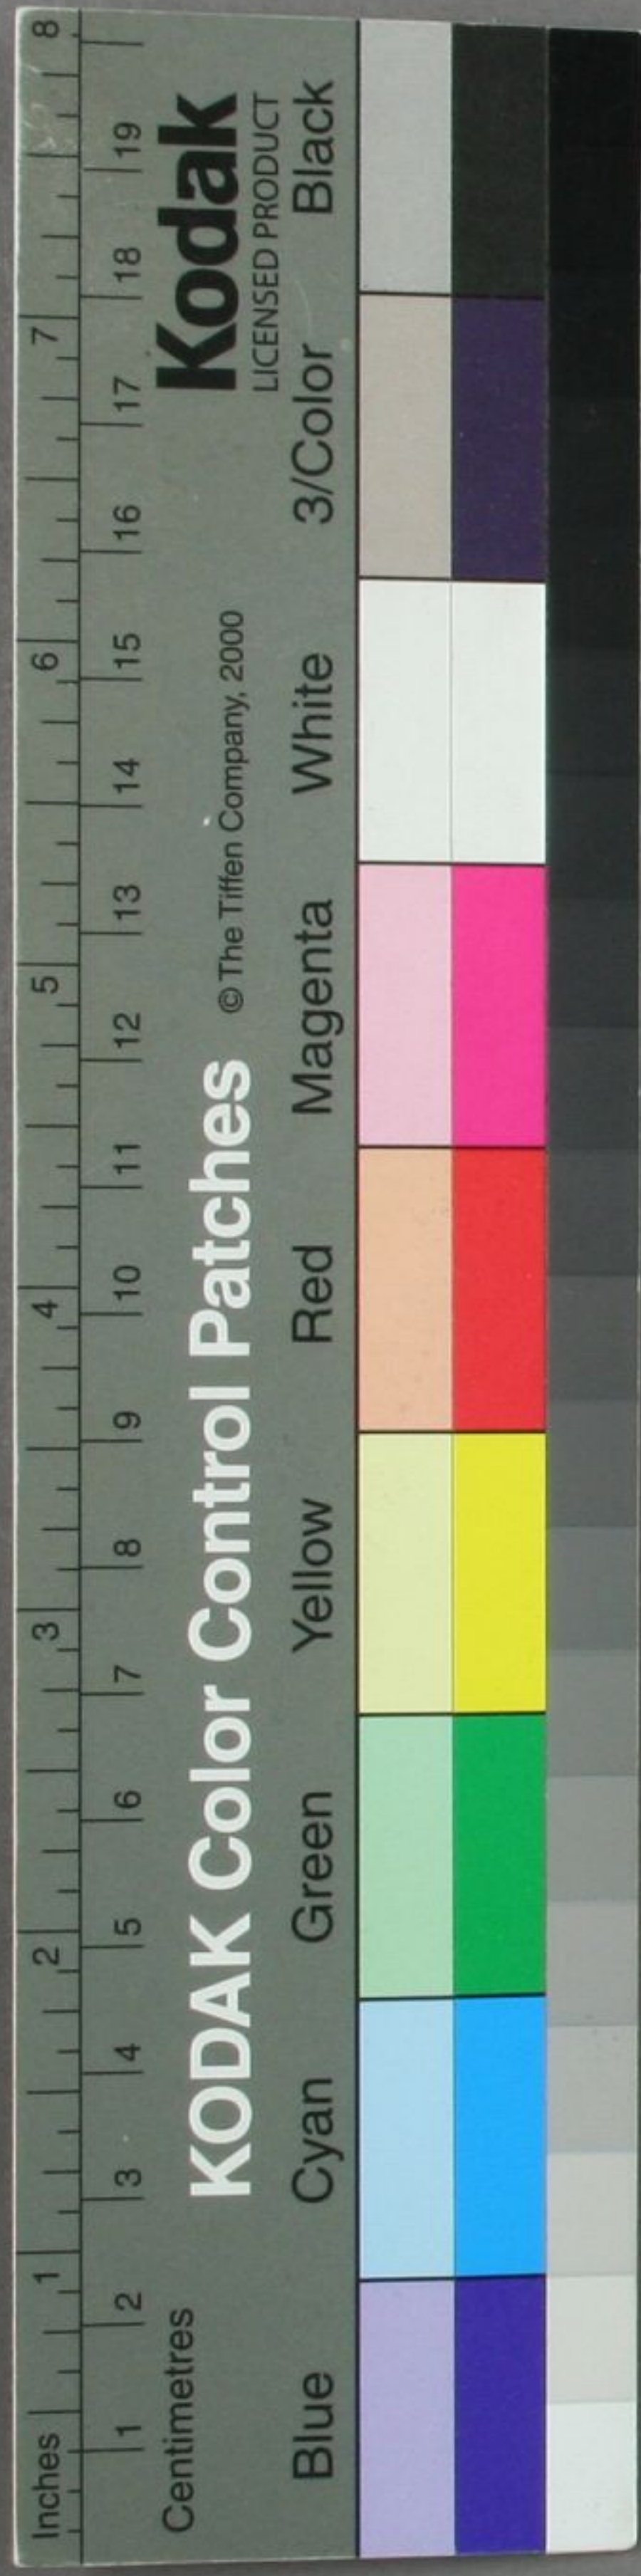 Inches 1 2 3 4 5 6 7 8
1 2 3 4 5 6 7 8 9 10 11 12 13 14 15 16 17 18 19
Centimetres
KODAK Color Control Patches © The Tiffen Company, 2000
Kodak
LICENSED PRODUCT
Blue Cyan Green Yellow Red Magenta White 3/Color Black